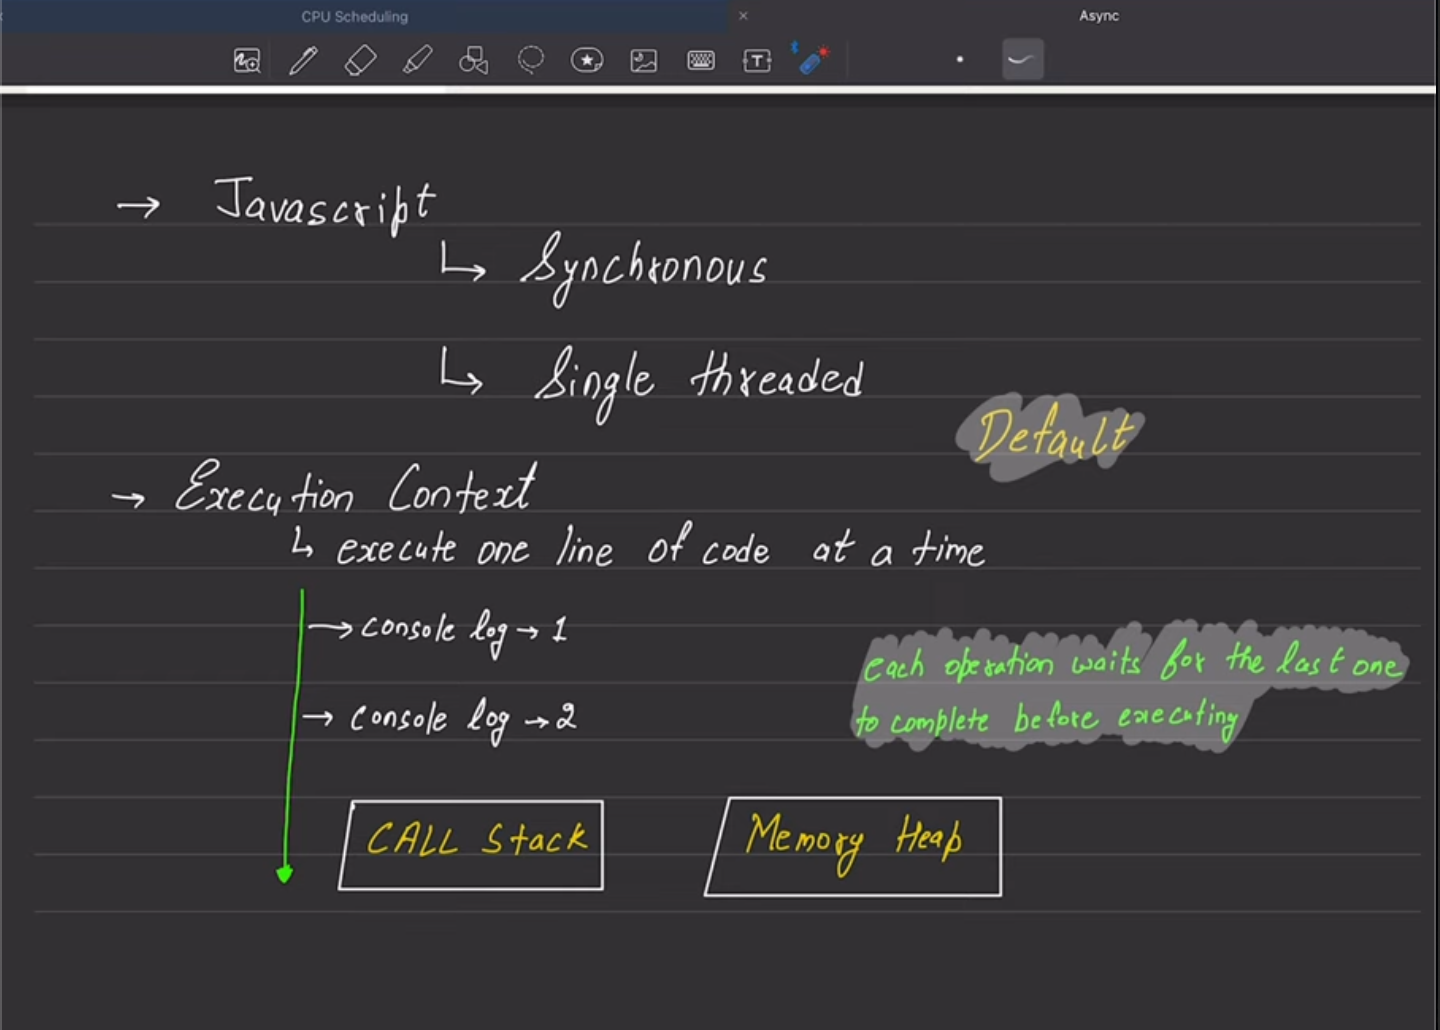 CPU Scheduling
Async
→ Javascript
↳ Synchronous
↳ Single threaded
Default
→ Execution Context
↳ execute one line of code at a time
→ console log → 1
each operation waits for the last one
to complete before executing
→ console log → 2
CALL Stack
Memory Heap